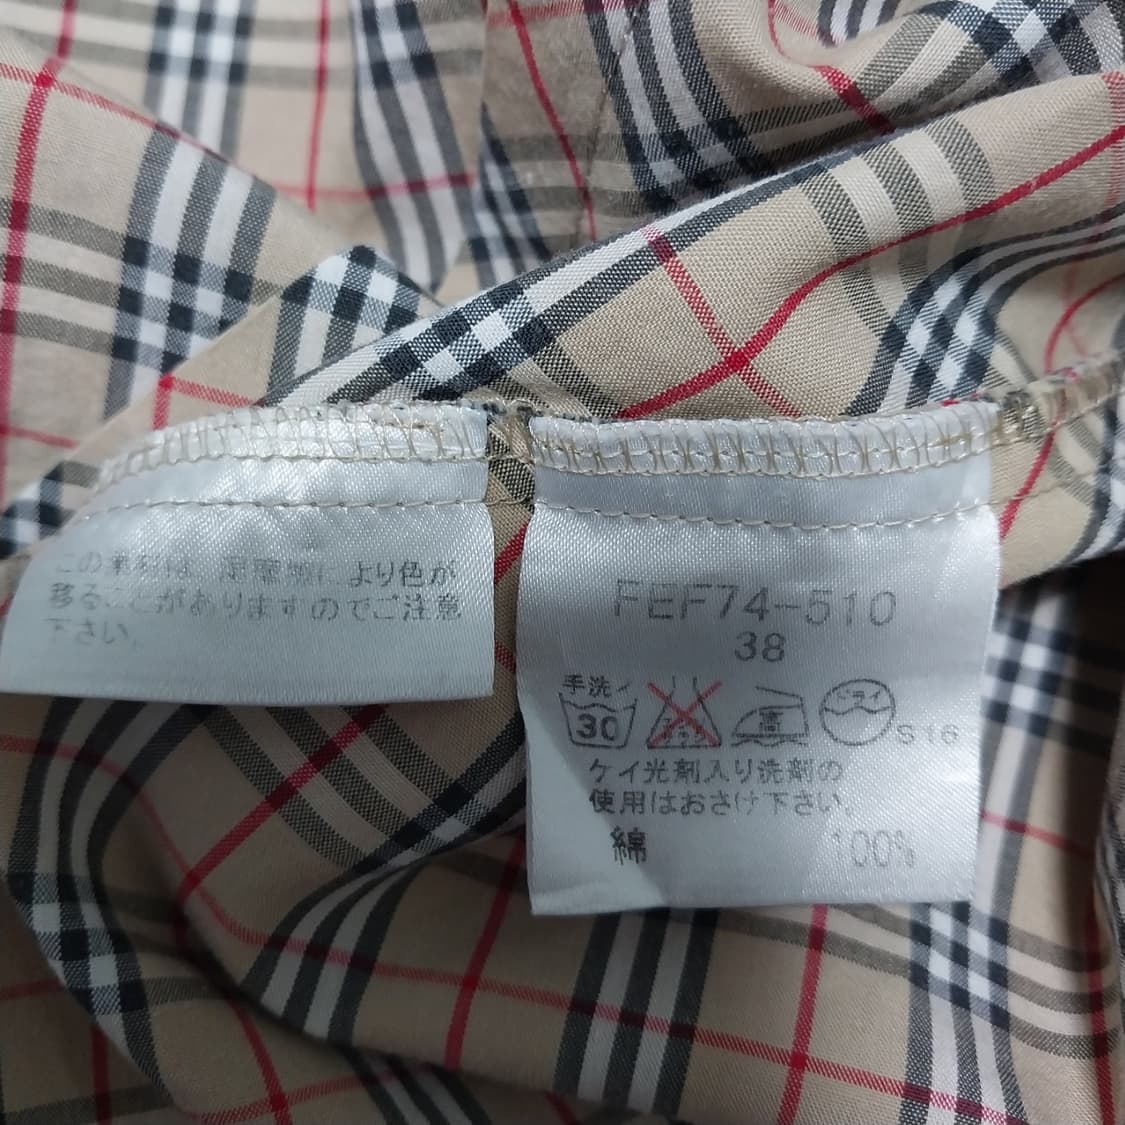 この素材は、湿摩擦により色が
移ることがありますのでご注意
下さい。
FEF74-510
38
手洗イ
30
高
ドライ
S16
ケイ光剤入り洗剤の
使用はおさけ下さい。
綿 100%